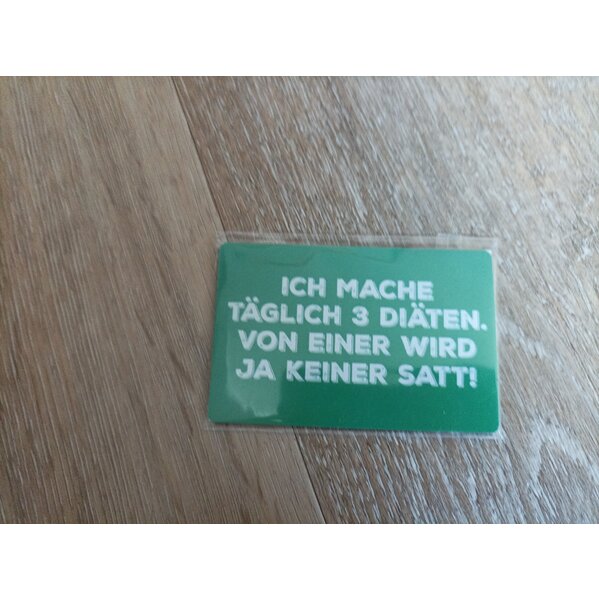 ICH MACHE
TÄGLICH 3 DIÄTEN.
VON EINER WIRD
JA KEINER SATT!